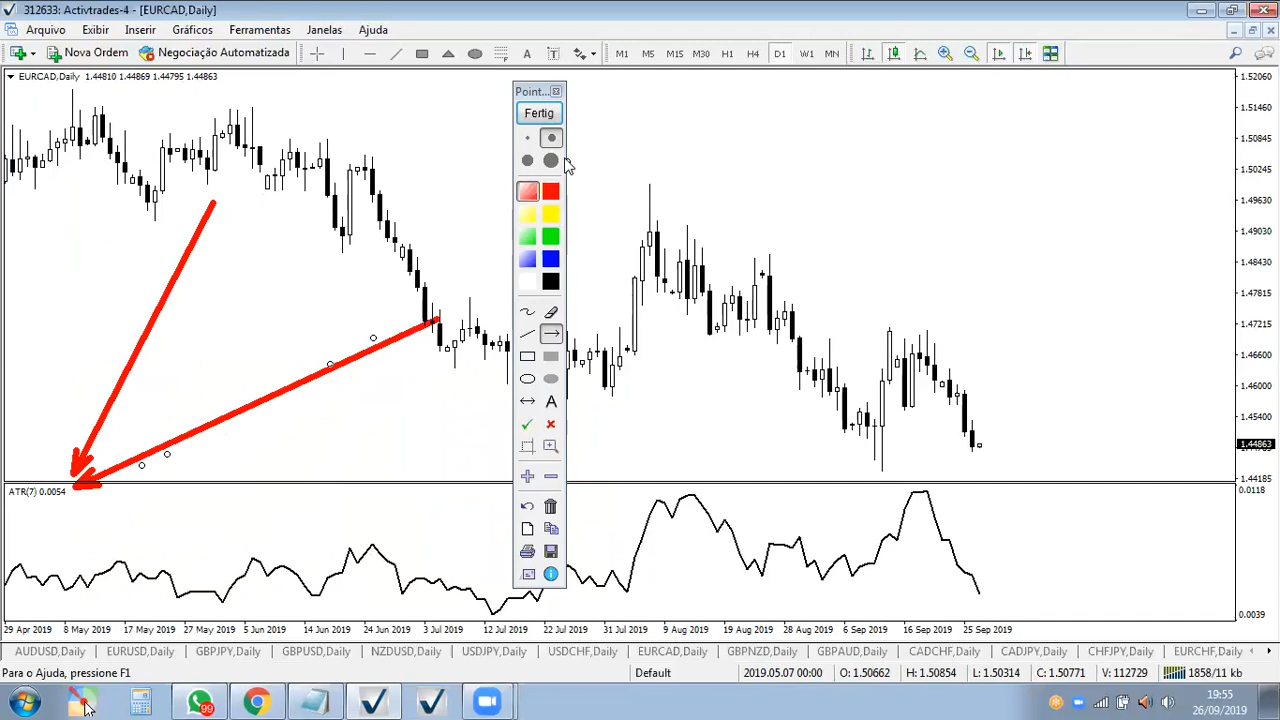 312633: Activtrades-4 - [EURCAD,Daily]
Arquivo Exibir Inserir Gráficos Ferramentas Janelas Ajuda
Nova Ordem Negociação Automatizada A T M1 M5 M15 M30 H1 H4 D1 W1 MN
EURCAD,Daily 1.44810 1.44869 1.44795 1.44863
Point...
Fertig
A
1.52060
1.51460
1.50845
1.50245
1.49630
1.49030
1.48430
1.47815
1.47215
1.46600
1.46000
1.45400
1.44863
1.44185
ATR(7) 0.0054
0.0118
0.0039
29 Apr 2019 8 May 2019 17 May 2019 27 May 2019 5 Jun 2019 14 Jun 2019 24 Jun 2019 3 Jul 2019 12 Jul 2019 22 Jul 2019 31 Jul 2019 9 Aug 2019 19 Aug 2019 28 Aug 2019 6 Sep 2019 16 Sep 2019 25 Sep 2019
AUDUSD,Daily EURUSD,Daily GBPJPY,Daily GBPUSD,Daily NZDUSD,Daily USDJPY,Daily USDCHF,Daily EURCAD,Daily GBPNZD,Daily GBPAUD,Daily CADCHF,Daily CADJPY,Daily CHFJPY,Daily EURCHF,Daily
Para o Ajuda, pressione F1 Default 2019.05.07 00:00 O: 1.50662 H: 1.50854 L: 1.50314 C: 1.50771 V: 112729 1858/11 kb
99
19:55
26/09/2019